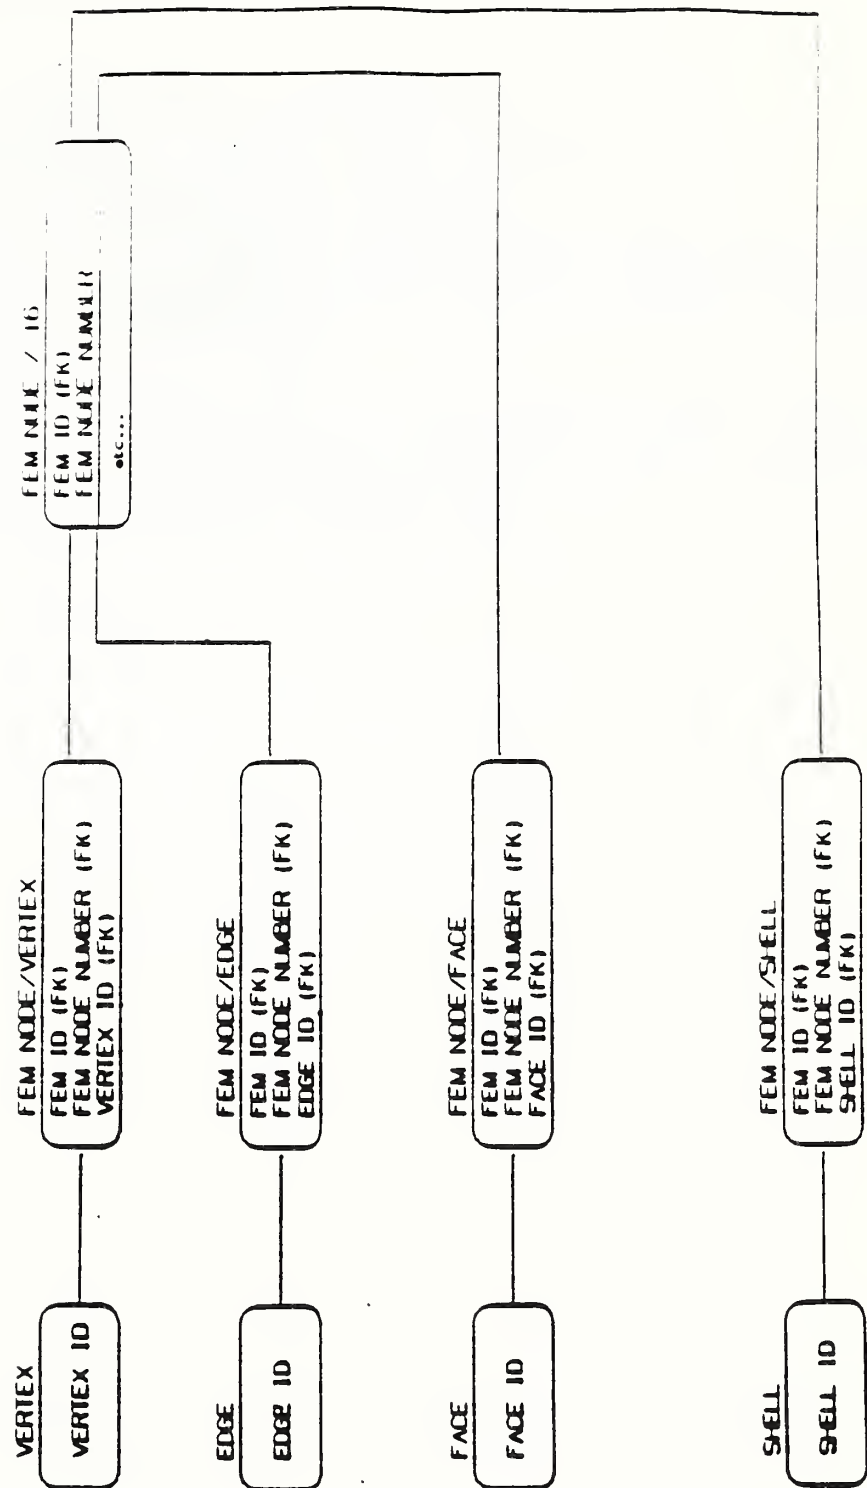 VERTEX
VERTEX ID
FEM NODE/VERTEX
FEM ID (FK)
FEM NODE NUMBER (FK)
VERTEX ID (FK)
FEM NODE / 16
FEM ID (FK)
FEM NODE NUMBER
etc...
EDGE
EDGE ID
FEM NODE/EDGE
FEM ID (FK)
FEM NODE NUMBER (FK)
EDGE ID (FK)
FACE
FACE ID
FEM NODE/FACE
FEM ID (FK)
FEM NODE NUMBER (FK)
FACE ID (FK)
SHELL
SHELL ID
FEM NODE/SHELL
FEM ID (FK)
FEM NODE NUMBER (FK)
SHELL ID (FK)